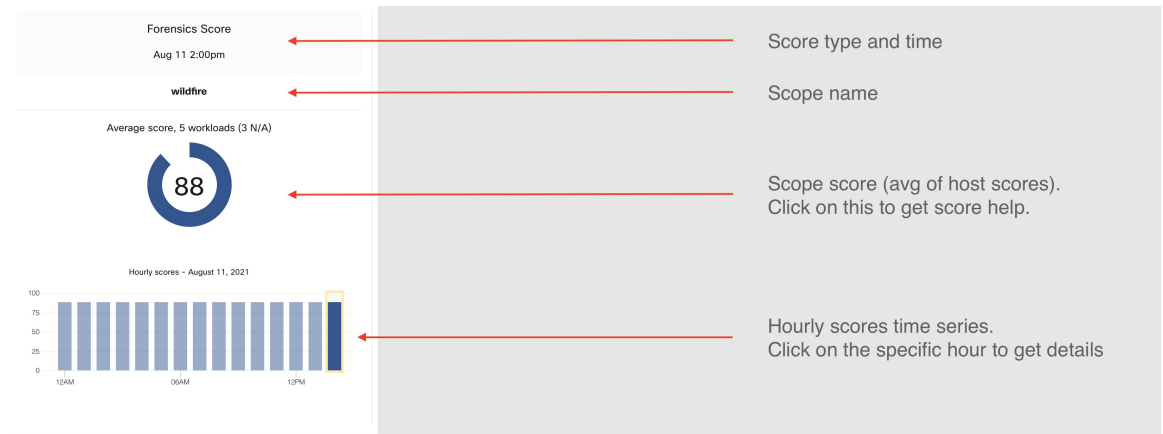 Forensics Score
Aug 11 2:00pm
Score type and time
wildfire
Scope name
Average score, 5 workloads (3 N/A)
88
Scope score (avg of host scores).
Click on this to get score help.
Hourly scores - August 11, 2021
100
75
50
25
0
12AM
06AM
12PM
Hourly scores time series.
Click on the specific hour to get details